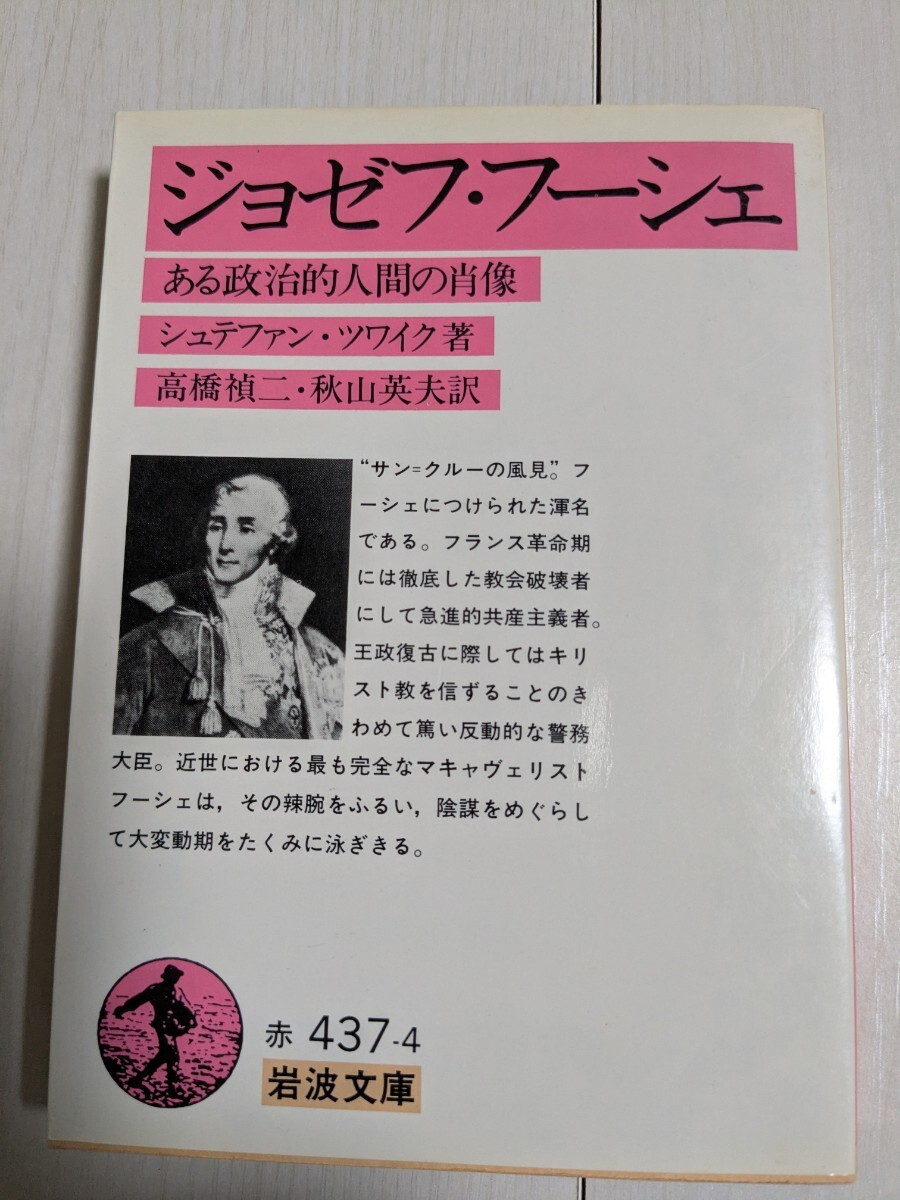 ジョゼフ・フーシェ
ある政治的人間の肖像
シュテファン・ツワイク著
高橋禎二・秋山英夫訳
“サン=クルーの風見”。フ
ーシェにつけられた渾名
である。フランス革命期
には徹底した教会破壊者
にして急進的共産主義者。
王政復古に際してはキリ
スト教を信ずることのき
わめて篤い反動的な警務
大臣。近世における最も完全なマキャヴェリスト
フーシェは，その辣腕をふるい，陰謀をめぐらし
て大変動期をたくみに泳ぎきる。
赤 437-4
岩波文庫